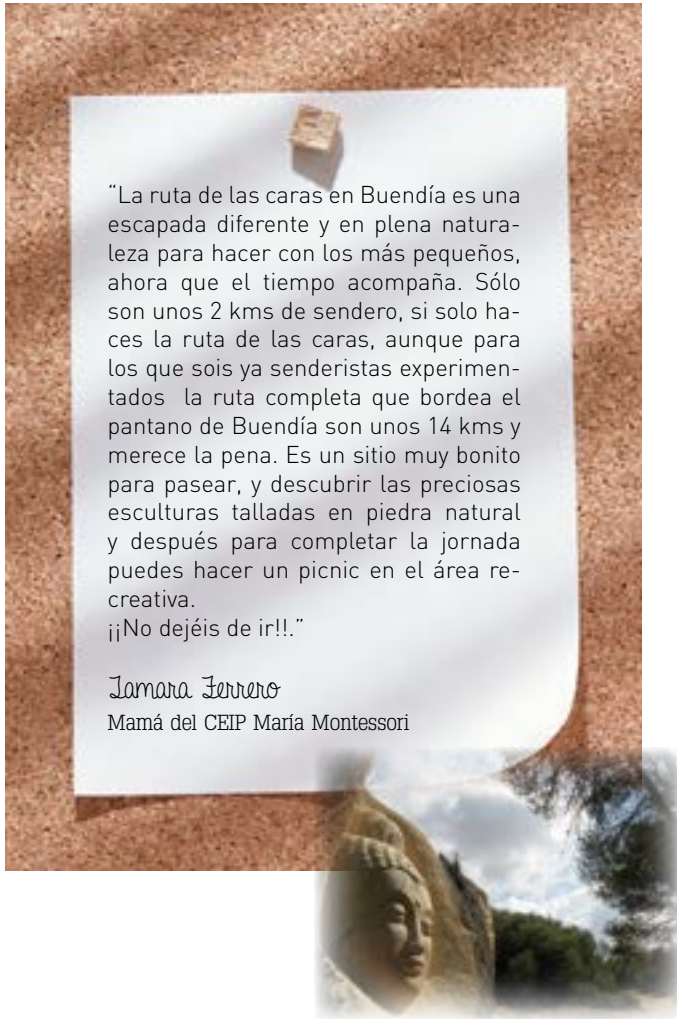 “La ruta de las caras en Buendía es una
escapada diferente y en plena natura-
leza para hacer con los más pequeños,
ahora que el tiempo acompaña. Sólo
son unos 2 kms de sendero, si solo ha-
ces la ruta de las caras, aunque para
los que sois ya senderistas experimen-
tados  la ruta completa que bordea el
pantano de Buendía son unos 14 kms y
merece la pena. Es un sitio muy bonito
para pasear, y descubrir las preciosas
esculturas talladas en piedra natural
y después para completar la jornada
puedes hacer un picnic en el área re-
creativa.
¡¡No dejéis de ir!!.”
Tamara Ferrero
Mamá del CEIP María Montessori